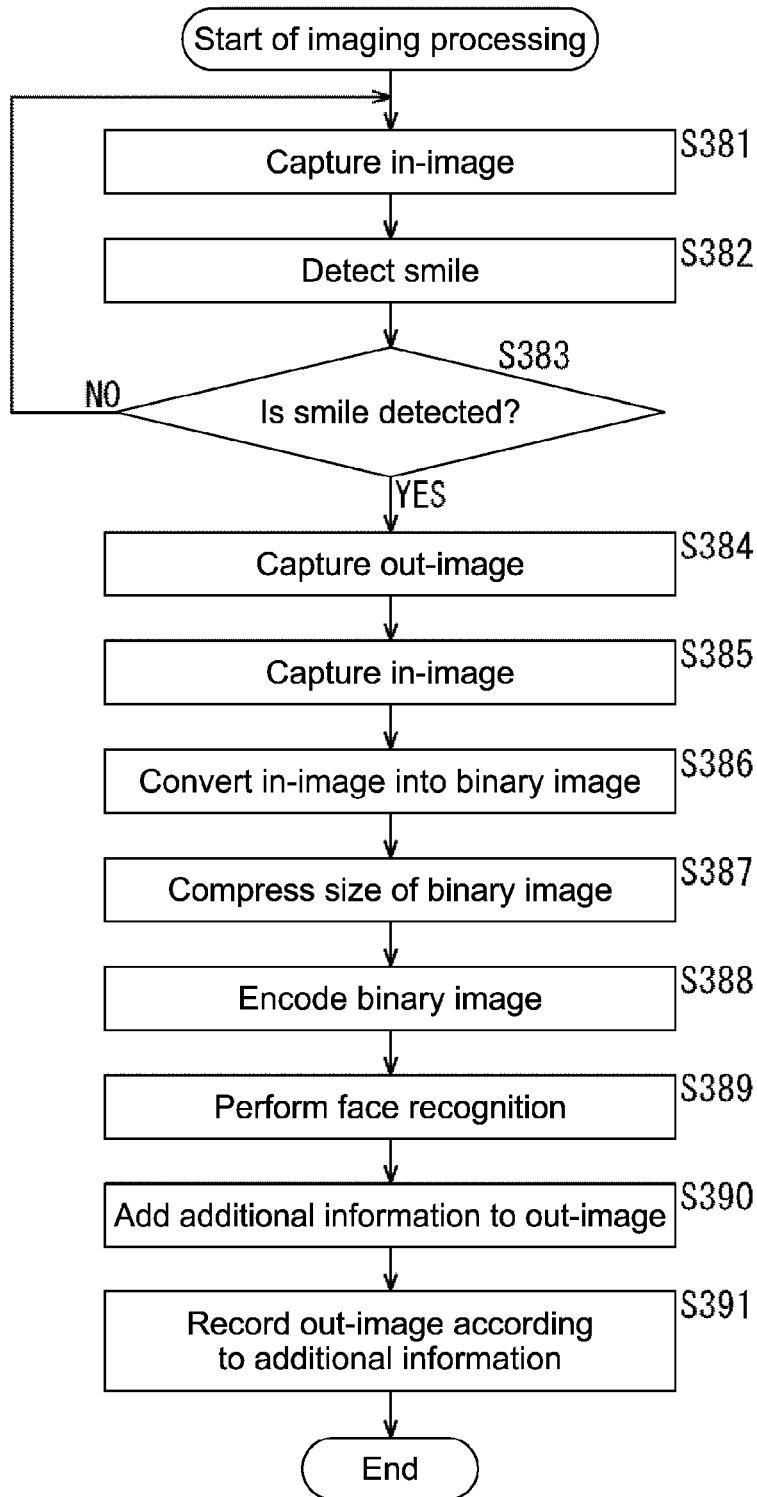 Start of imaging processing
S381
Capture in-image
S382
Detect smile
S383
NO
Is smile detected?
YES
S384
Capture out-image
S385
Capture in-image
S386
Convert in-image into binary image
S387
Compress size of binary image
S388
Encode binary image
S389
Perform face recognition
S390
Add additional information to out-image
S391
Record out-image according
to additional information
End